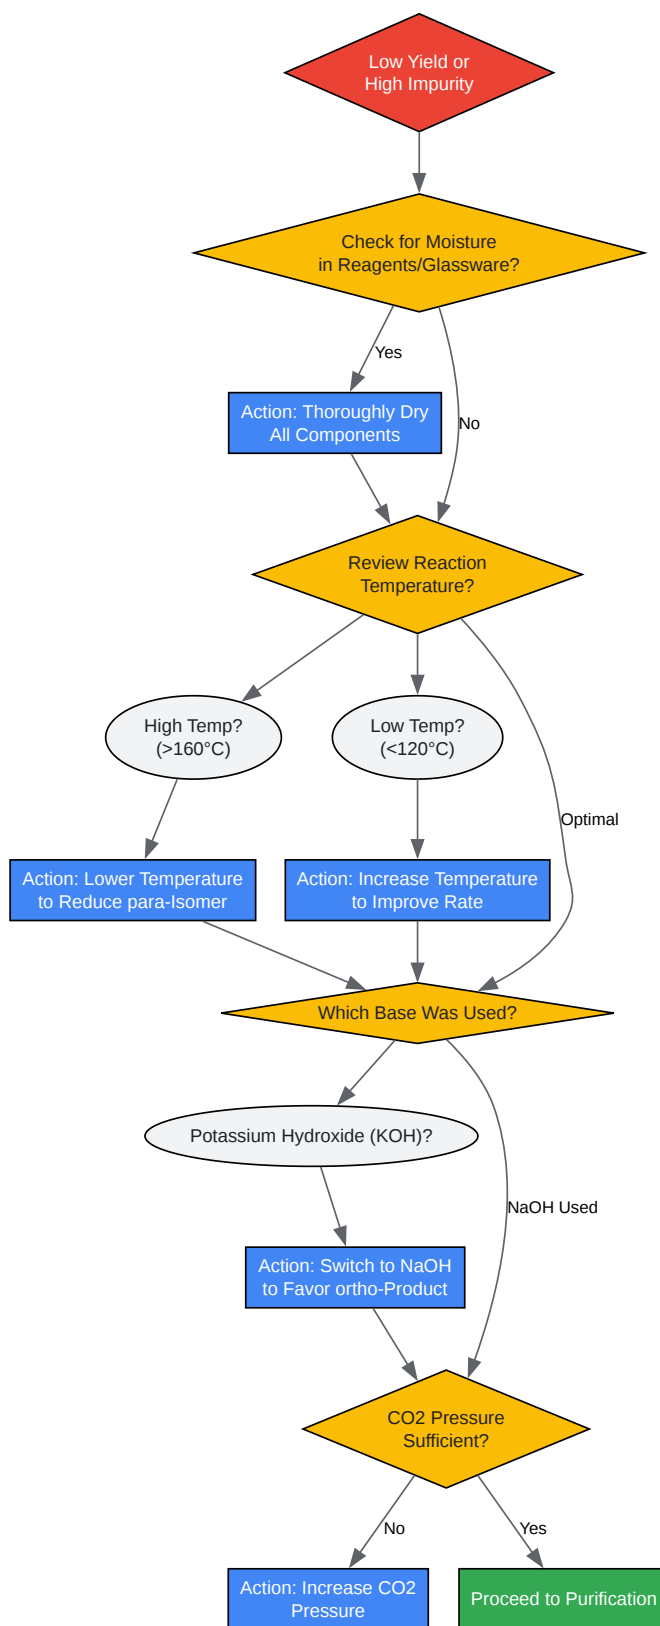 Low Yield or
High Impurity
Check for Moisture
in Reagents/Glassware?
Yes
Action: Thoroughly Dry
All Components
No
Review Reaction
Temperature?
High Temp?
(>160°C)
Low Temp?
(<120°C)
Optimal
Action: Lower Temperature
to Reduce para-Isomer
Action: Increase Temperature
to Improve Rate
Which Base Was Used?
Potassium Hydroxide (KOH)?
NaOH Used
Action: Switch to NaOH
to Favor ortho-Product
CO2 Pressure
Sufficient?
No
Yes
Action: Increase CO2
Pressure
Proceed to Purification